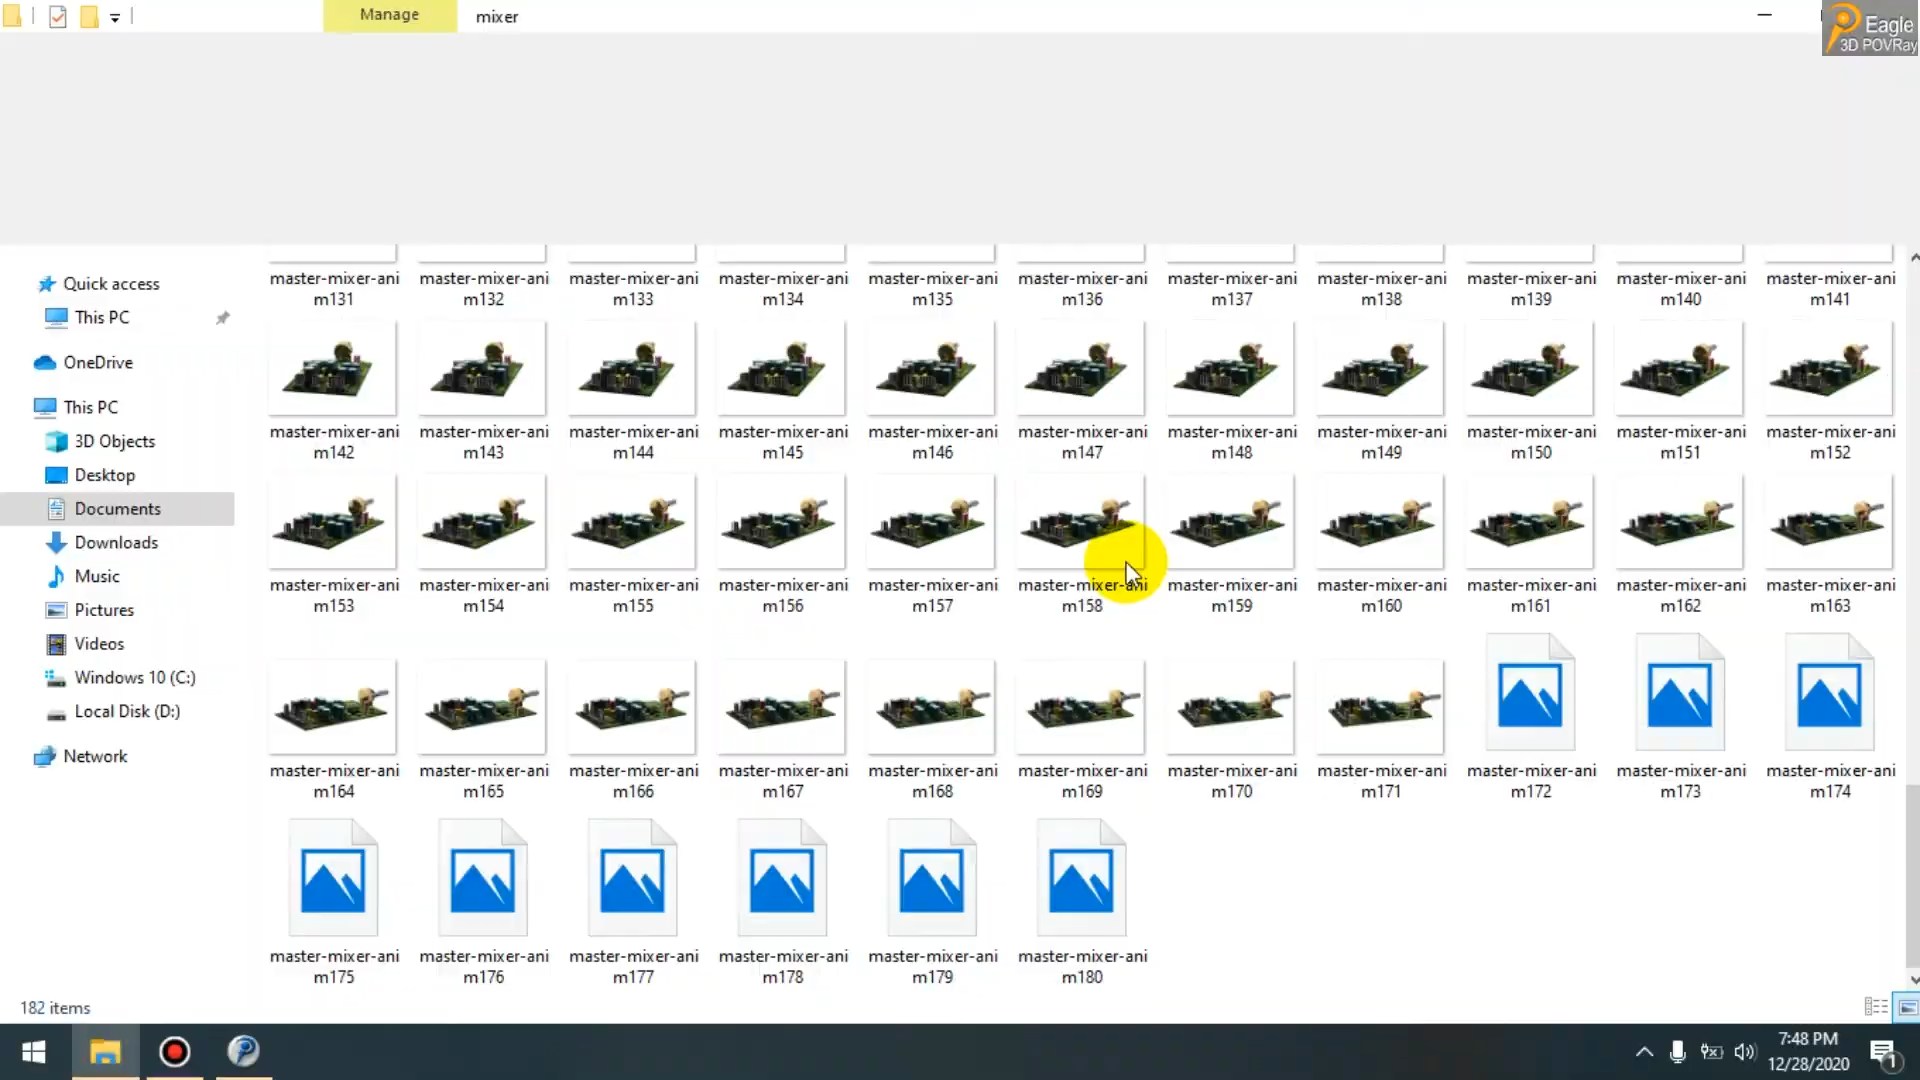 Manage
mixer
Eagle
3D POVRay
Quick access
This PC
OneDrive
This PC
3D Objects
Desktop
Documents
Downloads
Music
Pictures
Videos
Windows 10 (C:)
Local Disk (D:)
Network
master-mixer-ani master-mixer-ani master-mixer-ani master-mixer-ani master-mixer-ani master-mixer-ani master-mixer-ani master-mixer-ani master-mixer-ani master-mixer-ani master-mixer-ani
m131 m132 m133 m134 m135 m136 m137 m138 m139 m140 m141
master-mixer-ani master-mixer-ani master-mixer-ani master-mixer-ani master-mixer-ani master-mixer-ani master-mixer-ani master-mixer-ani master-mixer-ani master-mixer-ani master-mixer-ani
m142 m143 m144 m145 m146 m147 m148 m149 m150 m151 m152
master-mixer-ani master-mixer-ani master-mixer-ani master-mixer-ani master-mixer-ani master-mixer-ani master-mixer-ani master-mixer-ani master-mixer-ani master-mixer-ani master-mixer-ani
m153 m154 m155 m156 m157 m158 m159 m160 m161 m162 m163
master-mixer-ani master-mixer-ani master-mixer-ani master-mixer-ani master-mixer-ani master-mixer-ani master-mixer-ani master-mixer-ani master-mixer-ani master-mixer-ani master-mixer-ani
m164 m165 m166 m167 m168 m169 m170 m171 m172 m173 m174
master-mixer-ani master-mixer-ani master-mixer-ani master-mixer-ani master-mixer-ani master-mixer-ani
m175 m176 m177 m178 m179 m180
182 items
7:48 PM
12/28/2020
1